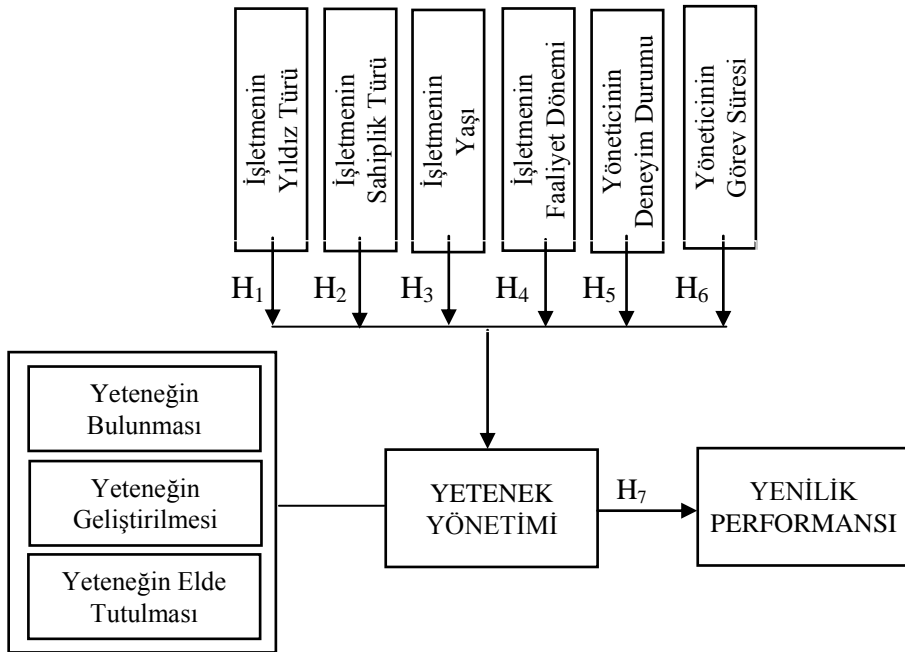 İşletmenin
Yıldız Türü
İşletmenin
Sahiplik Türü
İşletmenin
Yaşı
İşletmenin
Faaliyet Dönemi
Yöneticinin
Deneyim Durumu
Yöneticinin
Görev Süresi
H₁
H₂
H₃
H₄
H₅
H₆
Yeteneğin
Bulunması
Yeteneğin
Geliştirilmesi
Yeteneğin Elde
Tutulması
YETENEK
YÖNETİMİ
H₇
YENİLİK
PERFORMANSI